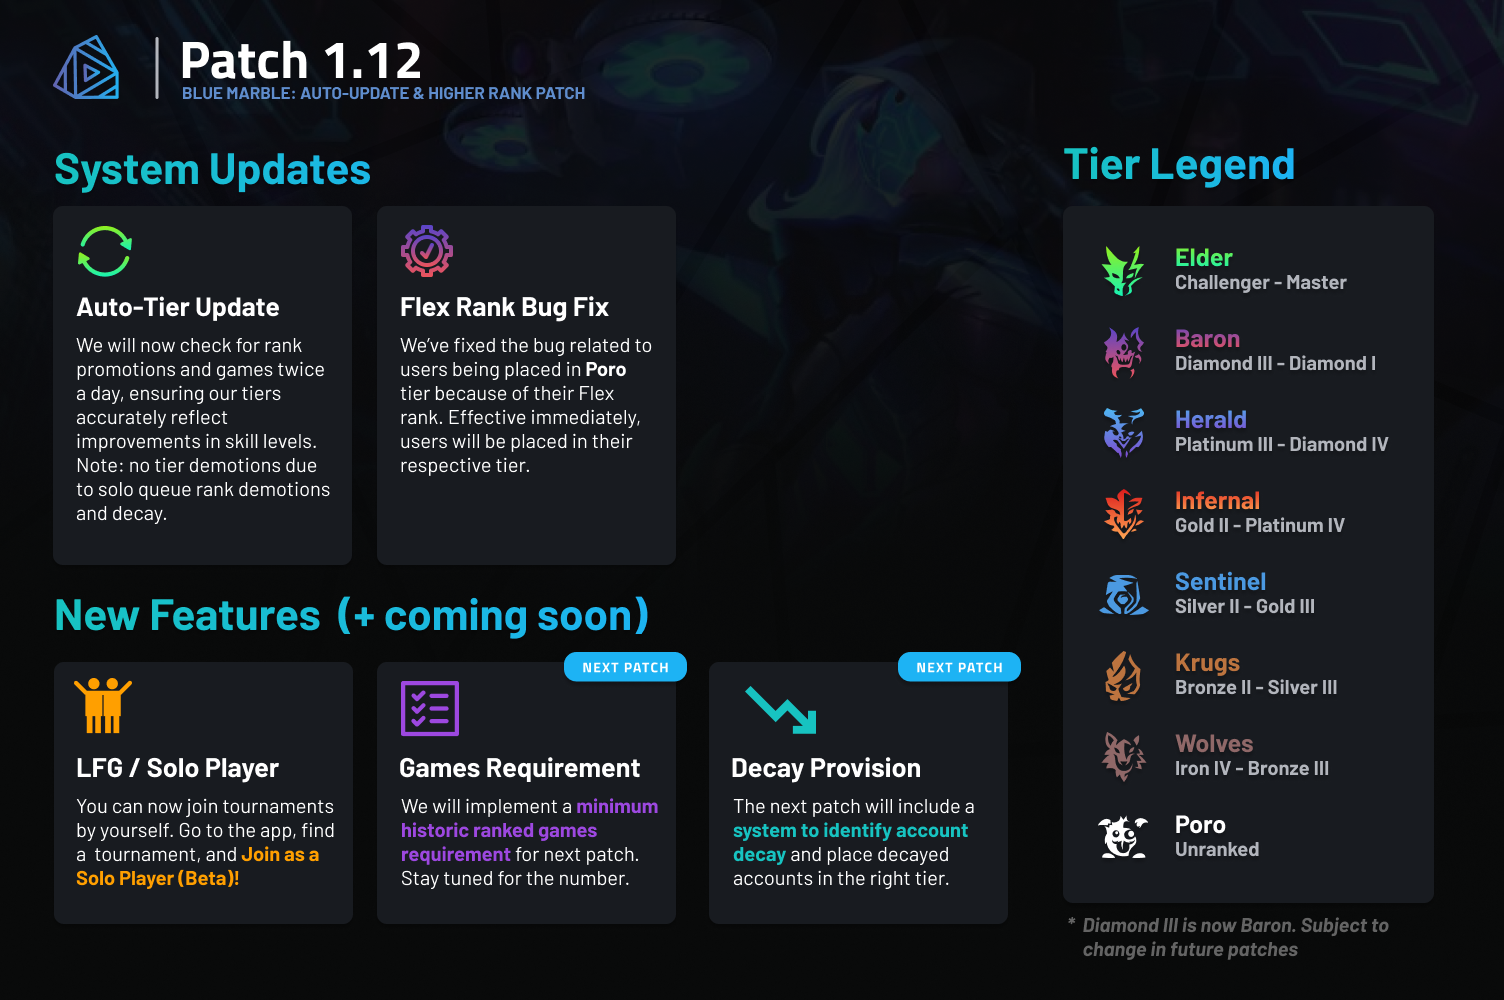 Patch 1.12
BLUE MARBLE: AUTO-UPDATE & HIGHER RANK PATCH
System Updates
Auto-Tier Update
We will now check for rank
promotions and games twice
a day, ensuring our tiers
accurately reflect
improvements in skill levels.
Note: no tier demotions due
to solo queue rank demotions
and decay.
Flex Rank Bug Fix
We've fixed the bug related to
users being placed in Poro
tier because of their Flex
rank. Effective immediately,
users will be placed in their
respective tier.
New Features (+ coming soon)
LFG / Solo Player
You can now join tournaments
by yourself. Go to the app, find
a tournament, and Join as a
Solo Player (Beta)!
NEXT PATCH
Games Requirement
We will implement a minimum
historic ranked games
requirement for next patch.
Stay tuned for the number.
NEXT PATCH
Decay Provision
The next patch will include a
system to identify account
decay and place decayed
accounts in the right tier.
Tier Legend
Elder
Challenger - Master
Baron
Diamond III - Diamond I
Herald
Platinum III - Diamond IV
Infernal
Gold II - Platinum IV
Sentinel
Silver II - Gold III
Krugs
Bronze II - Silver III
Wolves
Iron IV - Bronze III
Poro
Unranked
* Diamond III is now Baron. Subject to
change in future patches